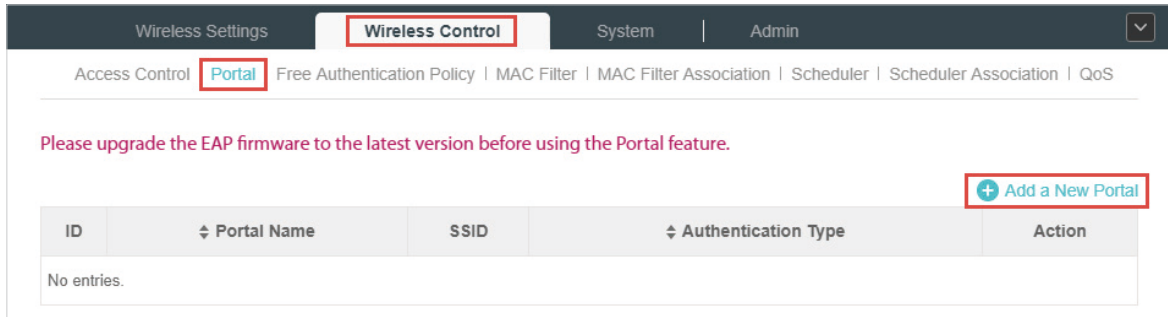 Wireless Settings Wireless Control System | Admin
Access Control Portal Free Authentication Policy | MAC Filter | MAC Filter Association | Scheduler | Scheduler Association | QoS
Please upgrade the EAP firmware to the latest version before using the Portal feature.
Add a New Portal
ID Portal Name SSID Authentication Type Action
No entries.